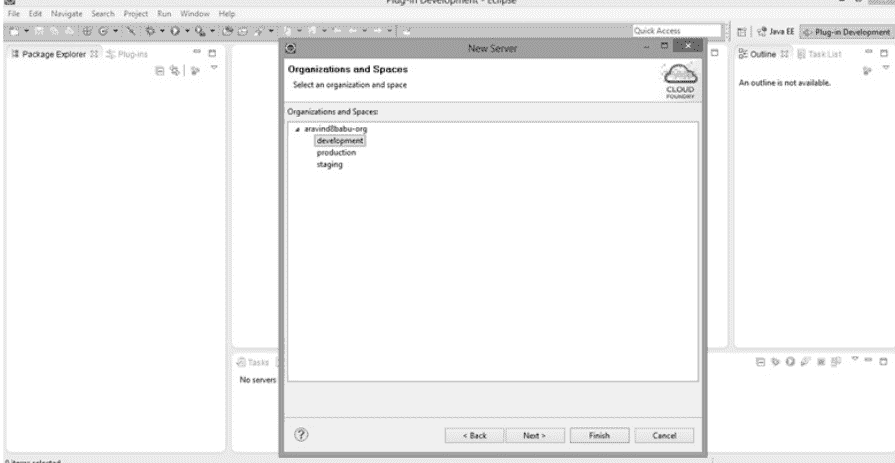 Plug-in Development - Eclipse
File Edit Navigate Search Project Run Window Help
Quick Access
Java EE
Plug-in Development
Package Explorer
Plug-ins
New Server
Outline
Task List
Organizations and Spaces
Select an organization and space
CLOUD
FOUNDRY
An outline is not available.
Organizations and Spaces:
aravind8babu-org
development
production
staging
Tasks
No servers
< Back
Next >
Finish
Cancel
0 items selected